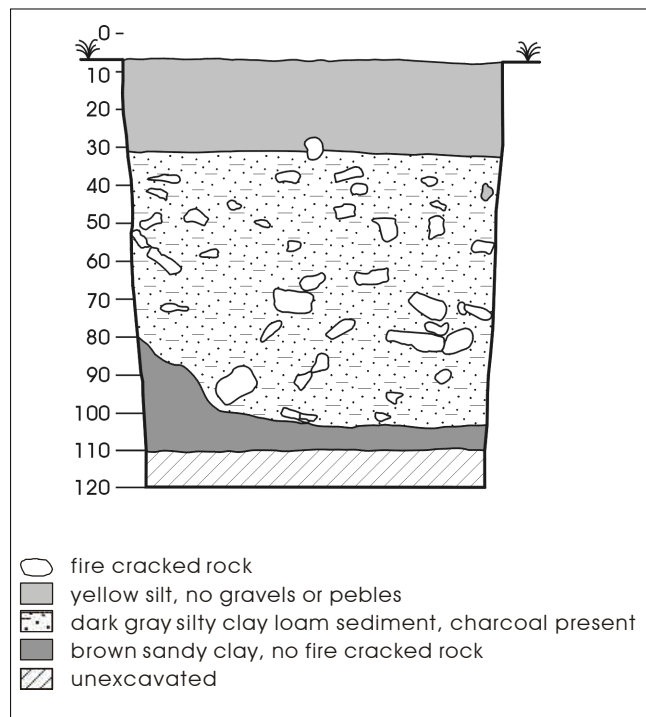 0
10
20
30
40
50
60
70
80
90
100
110
120
fire cracked rock
yellow silt, no gravels or pebles
dark gray silty clay loam sediment, charcoal present
brown sandy clay, no fire cracked rock
unexcavated